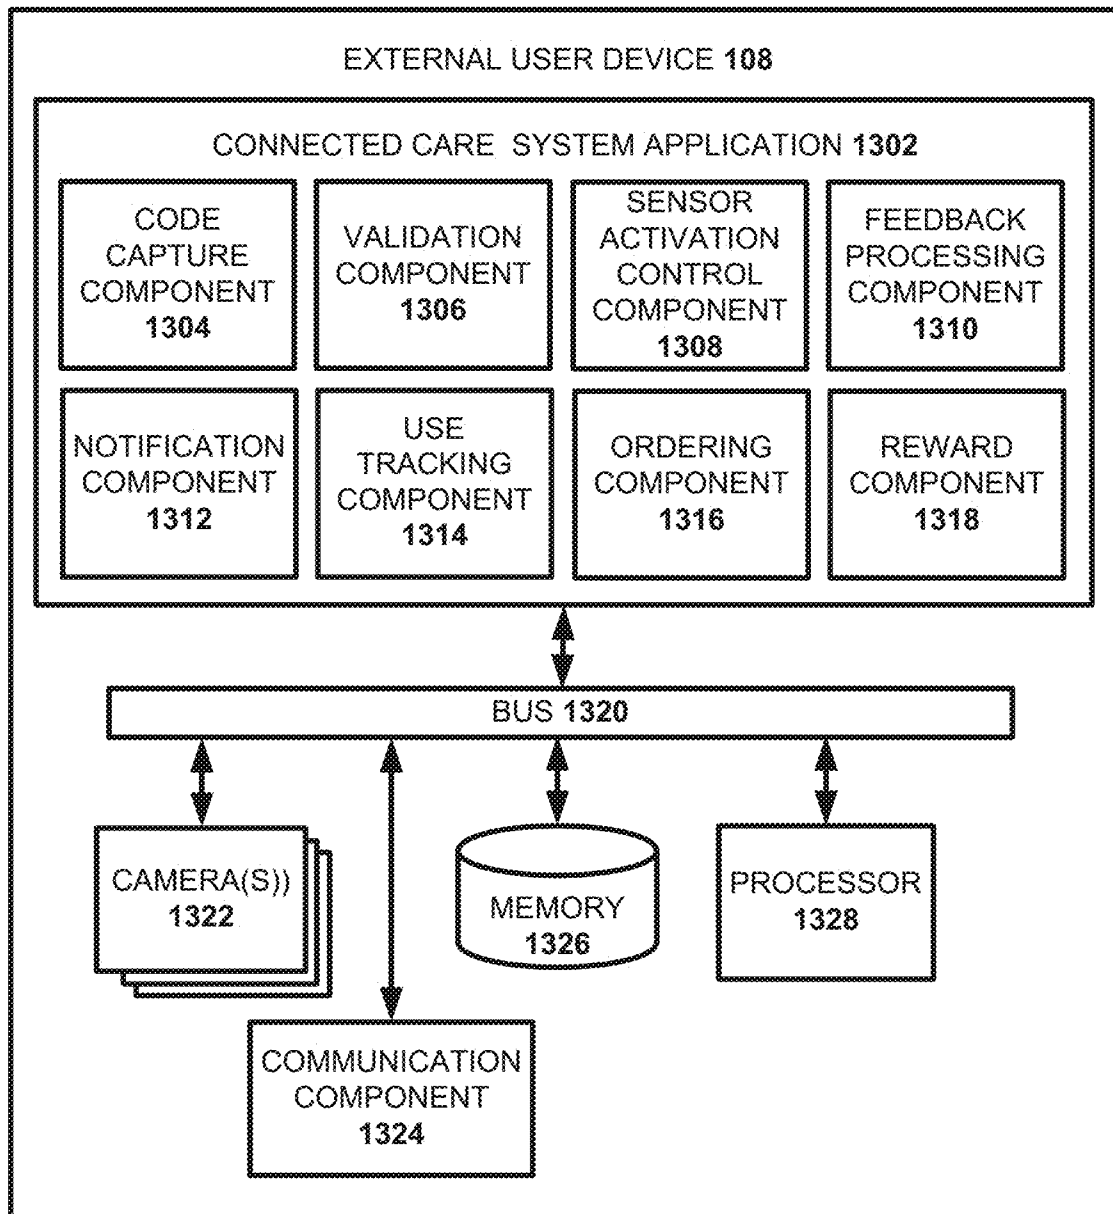 EXTERNAL USER DEVICE 108
CONNECTED CARE SYSTEM APPLICATION 1302
CODE
CAPTURE
COMPONENT
1304
VALIDATION
COMPONENT
1306
SENSOR
ACTIVATION
CONTROL
COMPONENT
1308
FEEDBACK
PROCESSING
COMPONENT
1310
NOTIFICATION
COMPONENT
1312
USE
TRACKING
COMPONENT
1314
ORDERING
COMPONENT
1316
REWARD
COMPONENT
1318
BUS 1320
CAMERA(S))
1322
MEMORY
1326
PROCESSOR
1328
COMMUNICATION
COMPONENT
1324